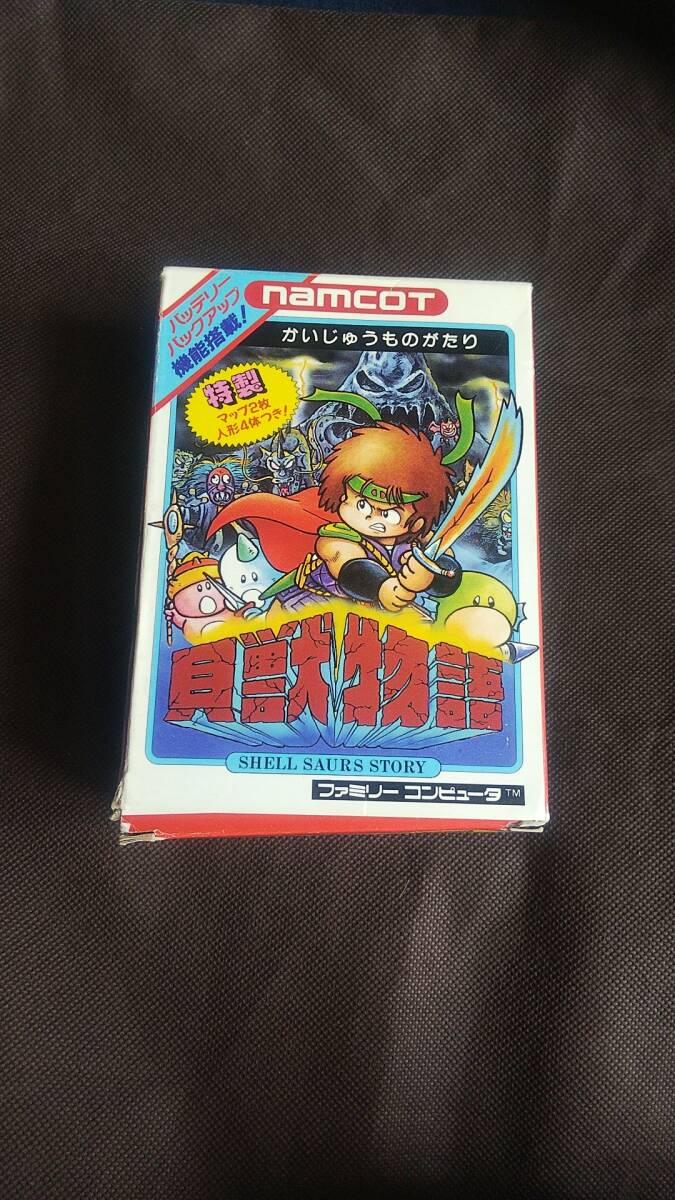 バッテリー
バックアップ
機能搭載!
namcoт
かいじゅうものがたり
特製
マップ2枚
人形4体つき!
貝獣物語
SHELL SAURS STORY
ファミリー コンピュータ TM